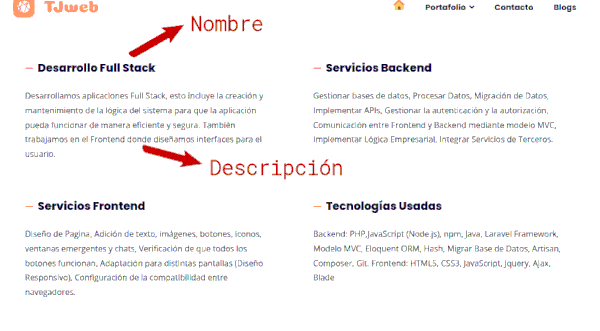 TJweb
Portafolio
Contacto
Blogs
Nombre
— Desarrollo Full Stack
Desarrollamos aplicaciones Full Stack, esto incluye la creación y
mantenimiento de la lógica del sistema para que la aplicación
pueda funcionar de manera eficiente y segura. También
trabajamos en el Frontend donde diseñamos interfaces para el
usuario.
Descripción
— Servicios Backend
Gestionar bases de datos, Procesar Datos, Migración de Datos,
Implementar APIs, Gestionar la autenticación y la autorización.
Comunicación entre Frontend y Backend mediante modelo MVC,
Implementar Lógica Empresarial, Integrar Servicios de Terceros.
— Servicios Frontend
Diseño de Pagina, Adición de texto, imágenes, botones, iconos,
ventanas emergentes y chats, Verificación de que todos los
botones funcionan, Adaptación para distintas pantallas (Diseño
Responsivo), Configuración de la compatibilidad entre
navegadores.
— Tecnologías Usadas
Backend: PHP,JavaScript (Node.js), npm, Java, Laravel Framework,
Modelo MVC, Eloquent ORM, Hash, Migrar Base de Datos, Artisan,
Composer, Git. Frontend: HTML5, CSS3, JavaScript, Jquery, Ajax,
Blade